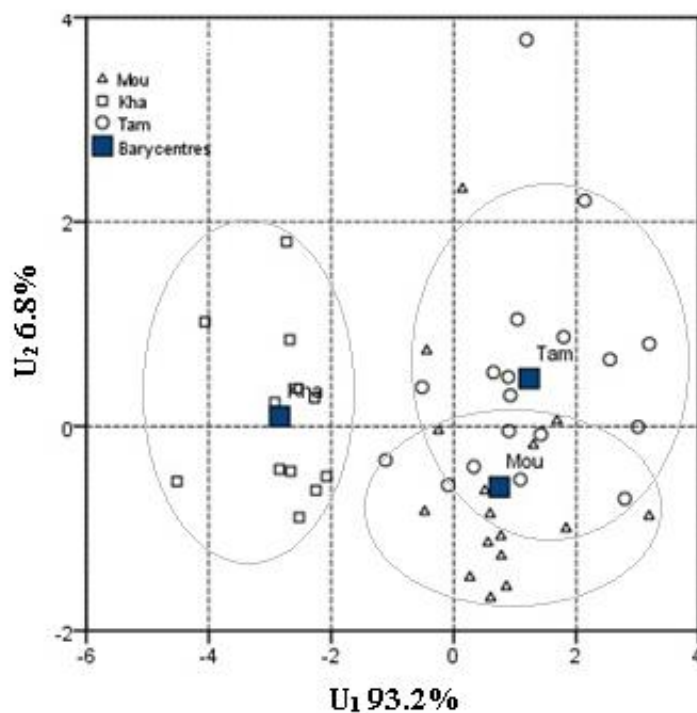 4
Mou
Kha
Tam
Barycentres
2
Tam
Kha
0
Mou
-2
-6
-4
-2
0
2
4
U₂ 6.8%
U₁ 93.2%